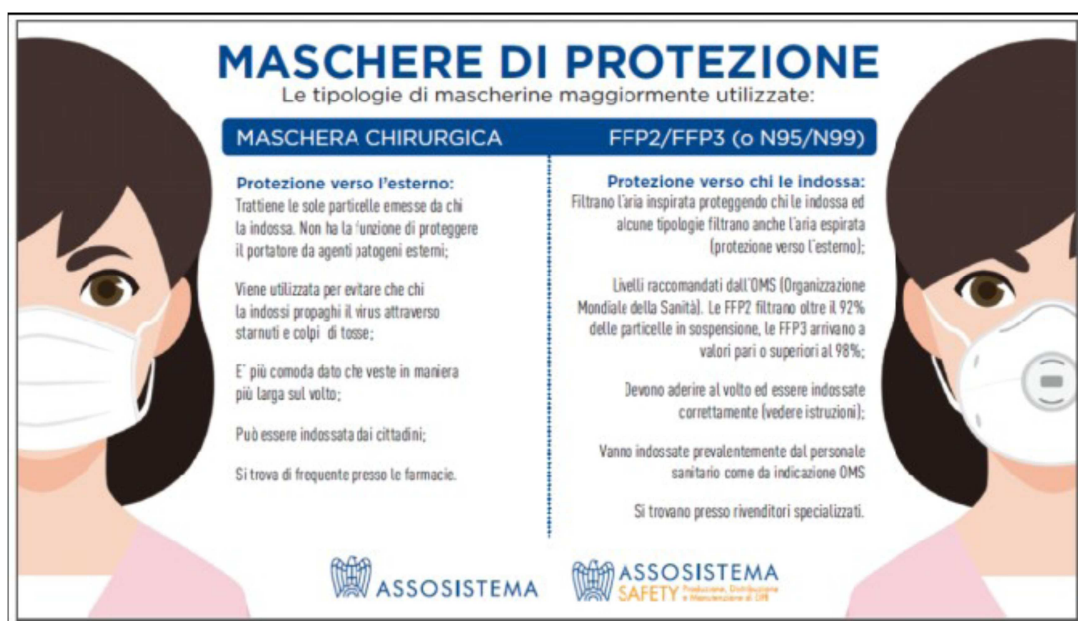 MASCHERE DI PROTEZIONE
Le tipologie di mascherine maggiormente utilizzate:
MASCHERA CHIRURGICA
Protezione verso l'esterno:
Trattiene le sole particelle emesse da chi
la indossa. Non ha la funzione di proteggere
il portatore da agenti patogeni esterni;
Viene utilizzata per evitare che chi
la indossi propaghi il virus attraverso
starnuti e colpi di tosse;
E' più comoda dato che veste in maniera
più larga sul volto;
Può essere indossata dai cittadini;
Si trova di frequente presso le farmacie.
FFP2/FFP3 (o N95/N99)
Protezione verso chi le indossa:
Filtrano l'aria inspirata proteggendo chi le indossa ed
alcune tipologie filtrano anche l'aria espirata
(protezione verso l'esterno);
Livelli raccomandati dall'OMS (Organizzazione
Mondiale della Sanità). Le FFP2 filtrano oltre il 92%
delle particelle in sospensione, le FFP3 arrivano a
valori pari o superiori al 98%;
Devono aderire al volto ed essere indossate
correttamente (vedere istruzioni);
Vanno indossate prevalentemente dal personale
sanitario come da indicazione OMS
Si trovano presso rivenditori specializzati.
ASSOSISTEMA
ASSOSISTEMA
SAFETY
Produzione, Distribuzione
e Manutenzione di DPI